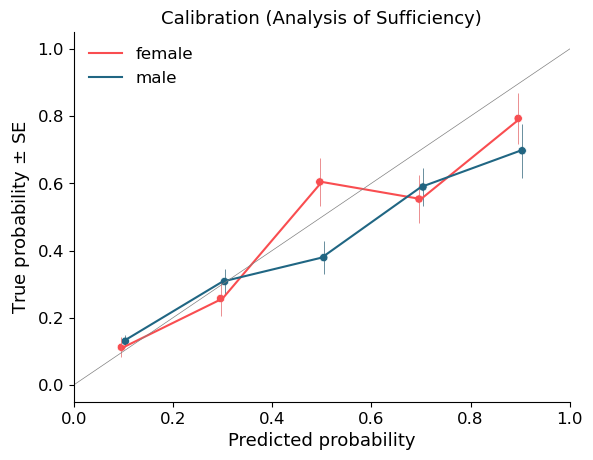 Calibration (Analysis of Sufficiency)
female
male
True probability ± SE
1.0
0.8
0.6
0.4
0.2
0.0
0.0 0.2 0.4 0.6 0.8 1.0
Predicted probability